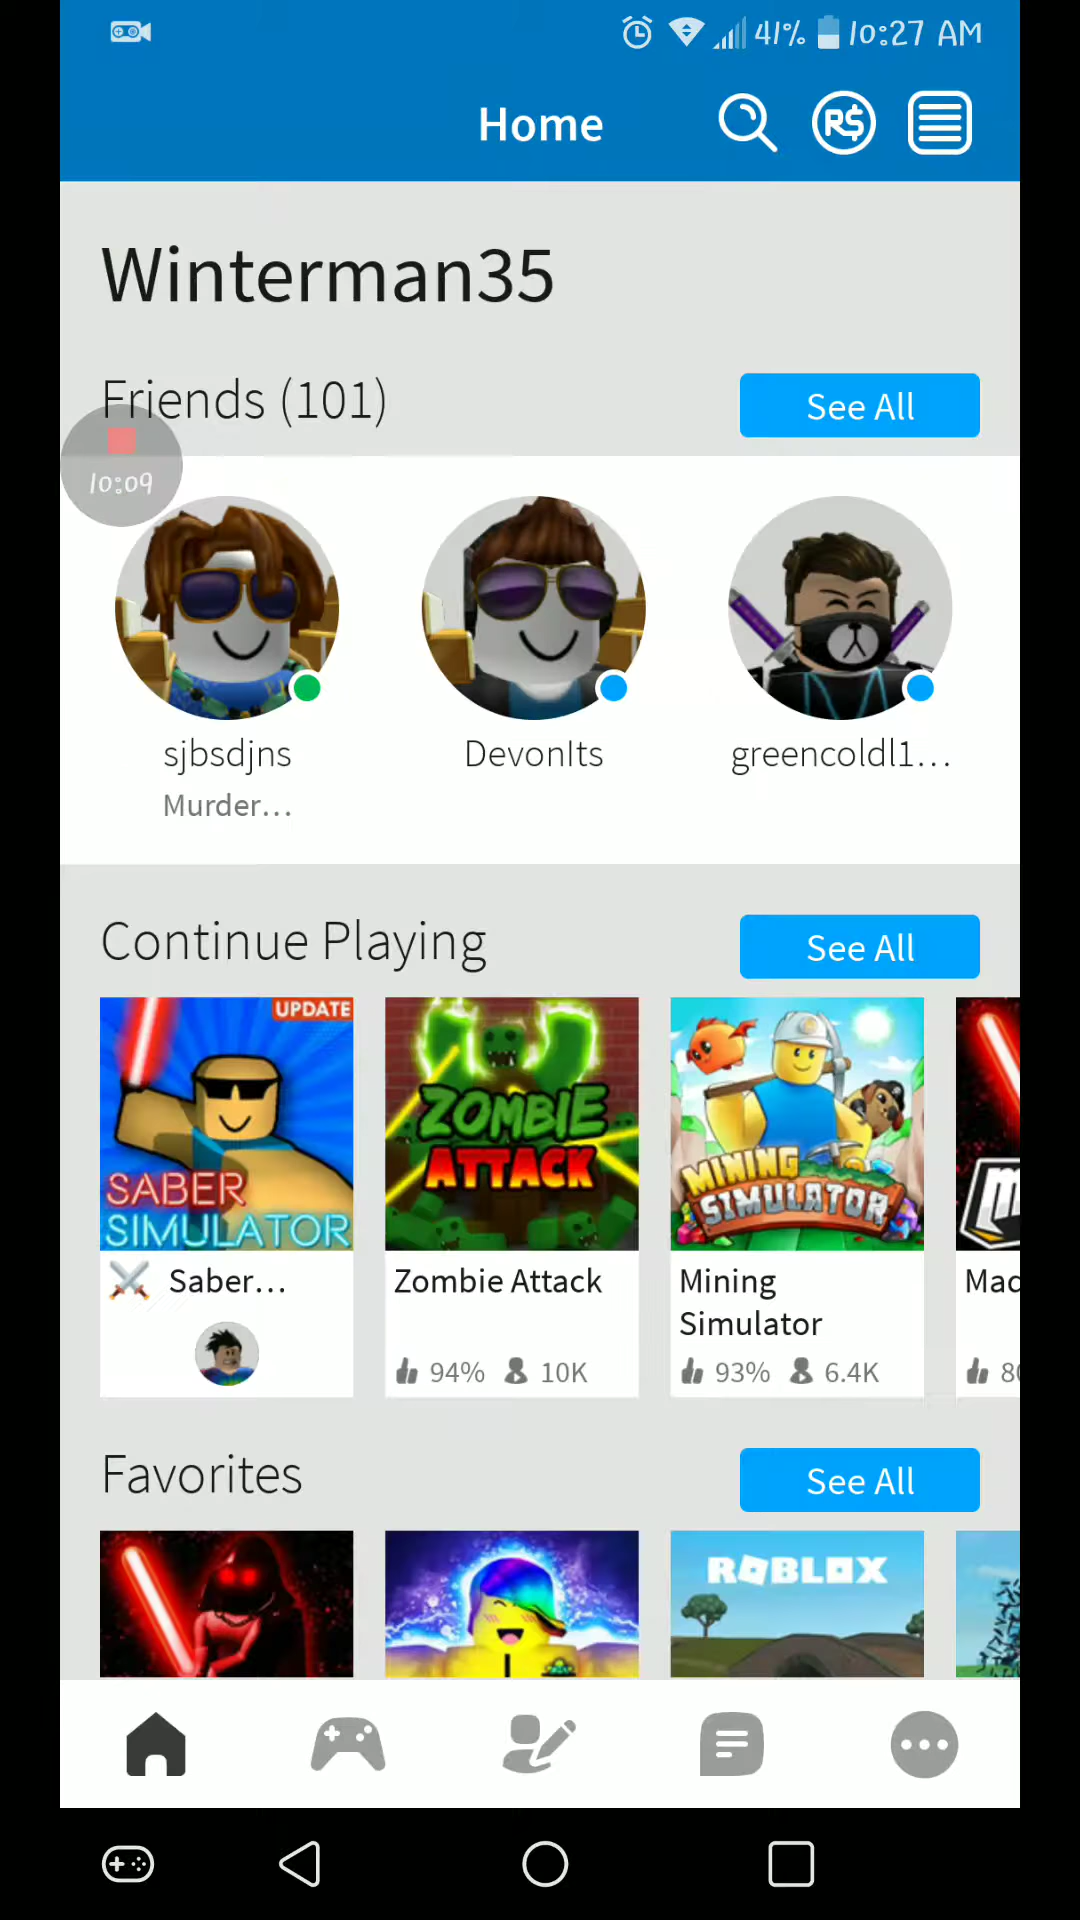 41% 10:27 AM
Home
R$
Winterman35
Friends (101)
See All
10:09
sjbsdjns
DevonIts
greencoldl1...
Murder...
Continue Playing
See All
UPDATE
SABER
SIMULATOR
ZOMBIE
ATTACK
MINING
SIMULATOR
Saber...
Zombie Attack
Mining
Simulator
Mad
94% 10K
93% 6.4K
Favorites
See All
ROBLOX